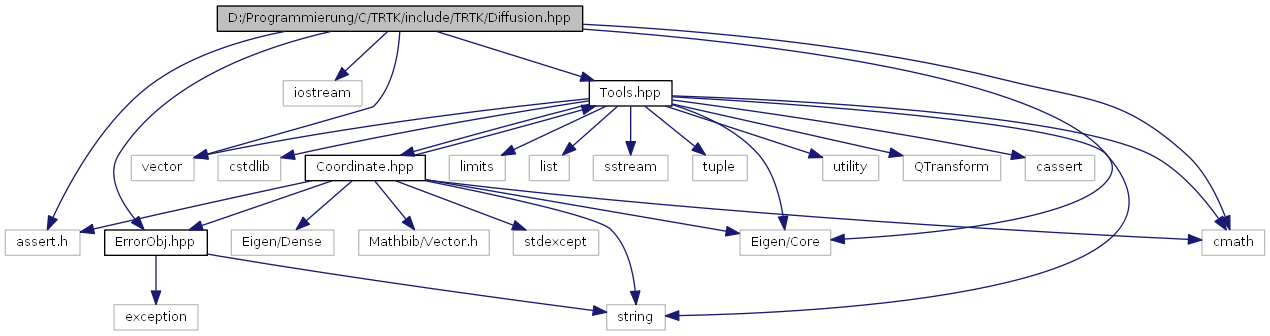 D:/Programmierung/C/TRTK/include/TRTK/Diffusion.hpp
iostream
Tools.hpp
vector
cstdlib
Coordinate.hpp
limits
list
sstream
tuple
utility
QTransform
cassert
assert.h
ErrorObj.hpp
Eigen/Dense
Mathbib/Vector.h
stdexcept
Eigen/Core
cmath
exception
string